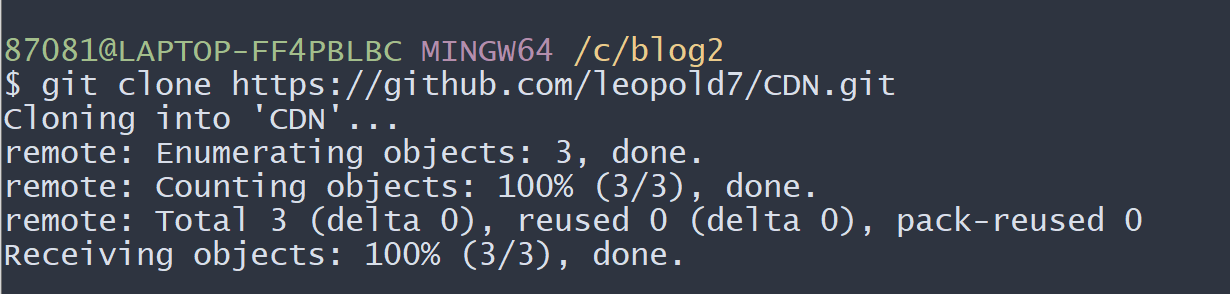 87081@LAPTOP-FF4PBLBC MINGW64 /c/blog2
$ git clone https://github.com/leopold7/CDN.git
Cloning into 'CDN'...
remote: Enumerating objects: 3, done.
remote: Counting objects: 100% (3/3), done.
remote: Total 3 (delta 0), reused 0 (delta 0), pack-reused 0
Receiving objects: 100% (3/3), done.